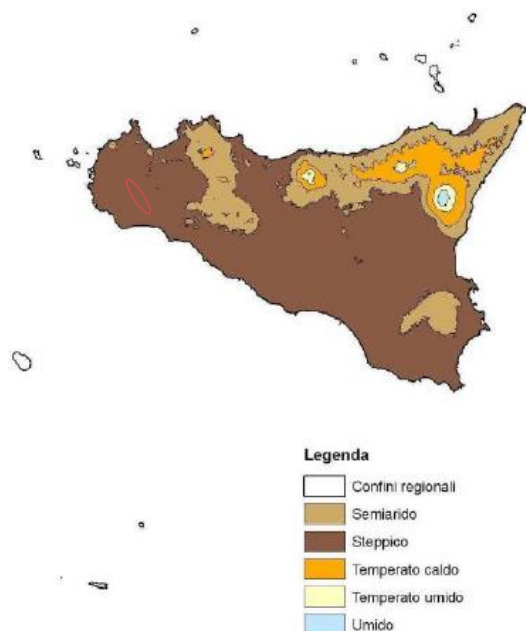 Legenda
Confini regionali
Semiarido
Steppico
Temperato caldo
Temperato umido
Umido